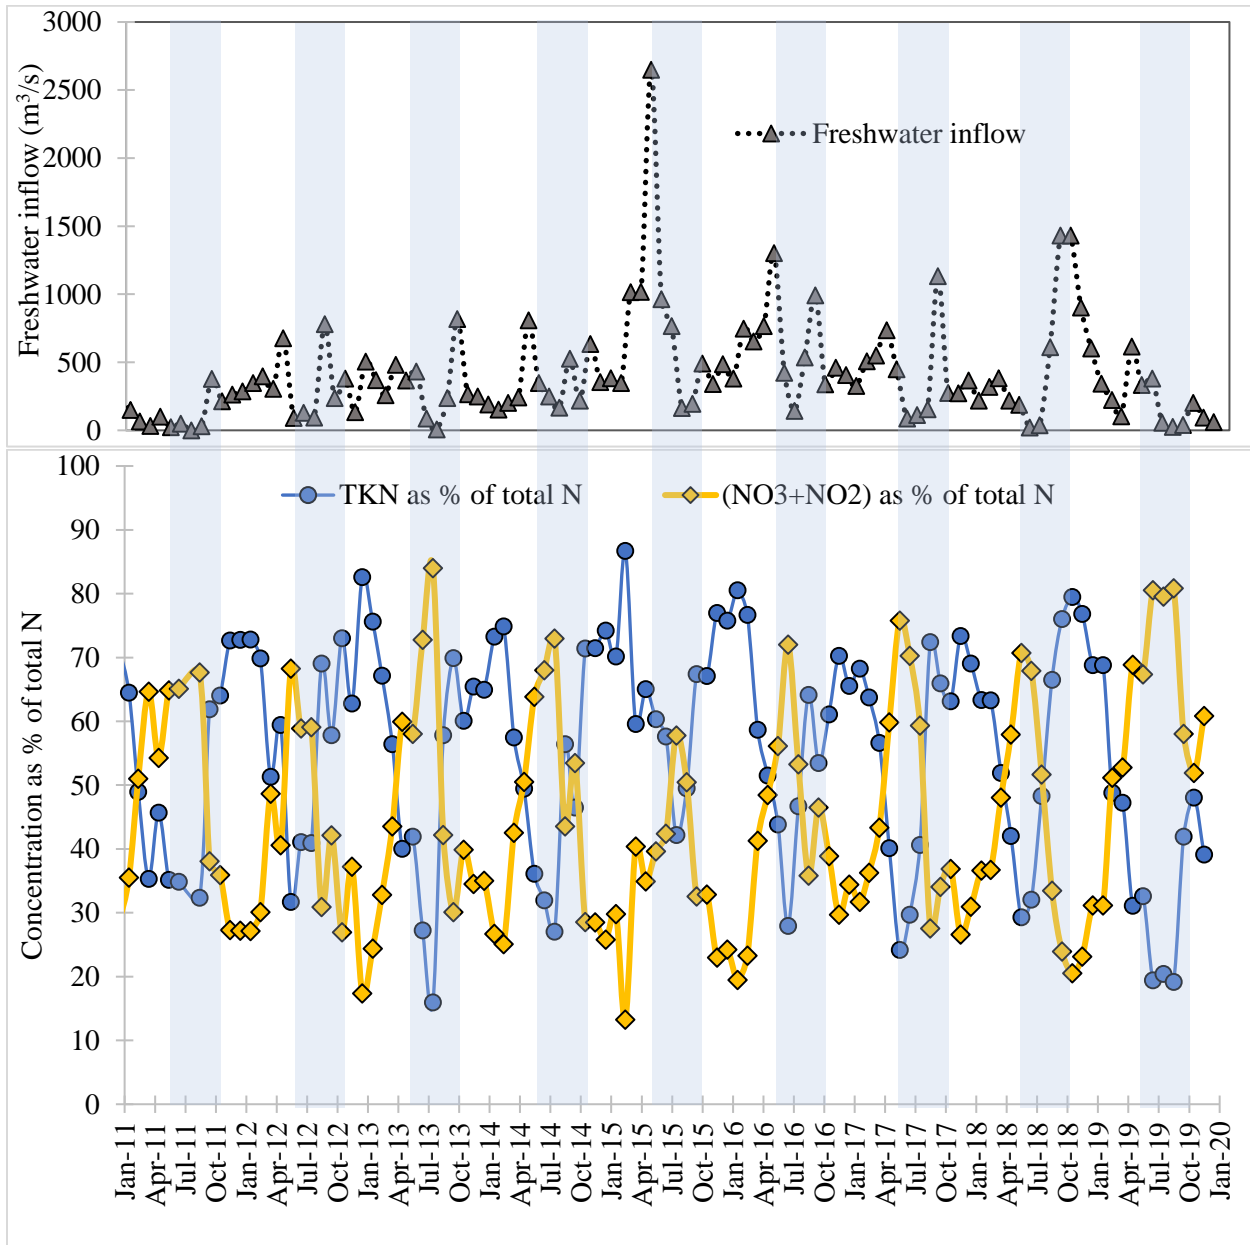 3000
2500
2000
1500
1000
500
0
Freshwater inflow (m³/s)
Freshwater inflow
100
90
80
70
60
50
40
30
20
10
0
Concentration as % of total N
TKN as % of total N
(NO3+NO2) as % of total N
Jan-11
Apr-11
Jul-11
Oct-11
Jan-12
Apr-12
Jul-12
Oct-12
Jan-13
Apr-13
Jul-13
Oct-13
Jan-14
Apr-14
Jul-14
Oct-14
Jan-15
Apr-15
Jul-15
Oct-15
Jan-16
Apr-16
Jul-16
Oct-16
Jan-17
Apr-17
Jul-17
Oct-17
Jan-18
Apr-18
Jul-18
Oct-18
Jan-19
Apr-19
Jul-19
Oct-19
Jan-20